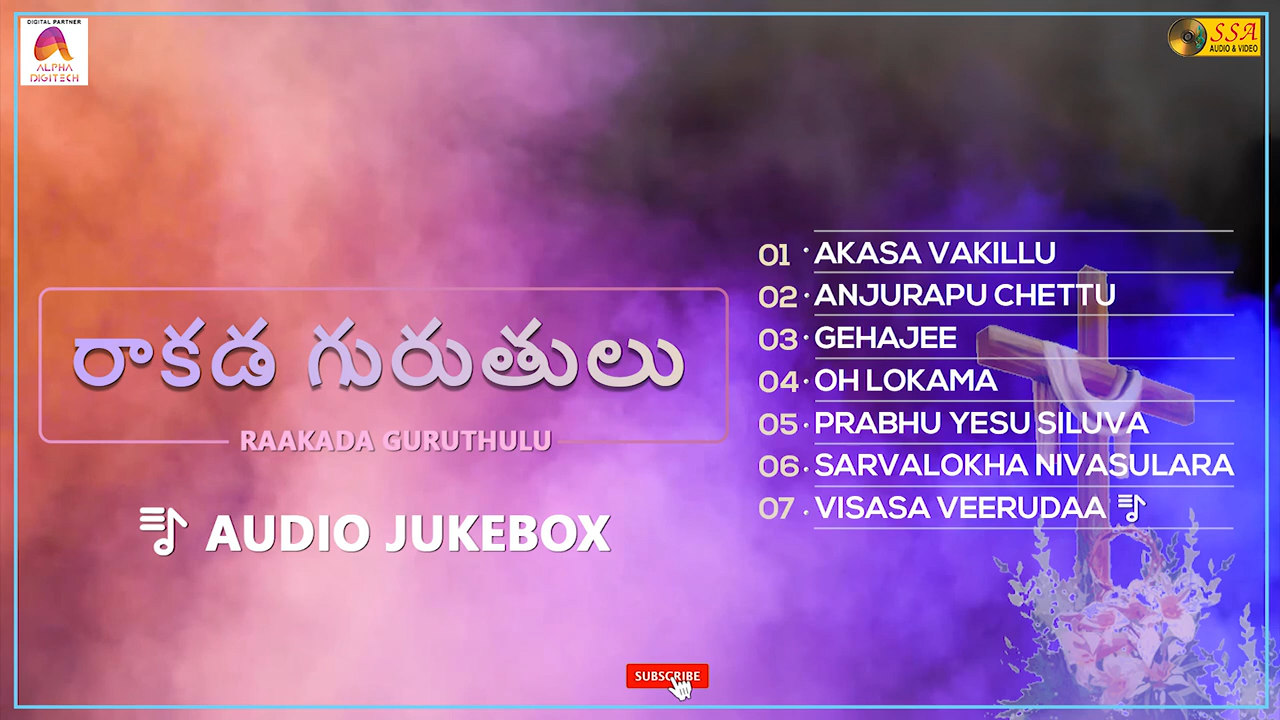 DIGITAL PARTNER
ALPHA
DIGITECH
SSA
AUDIO & VIDEO
రాకడ గురుతులు
RAAKADA GURUTHULU
AUDIO JUKEBOX
01 • AKASA VAKILLU
02 • ANJURAPU CHETTU
03 • GEHAJEE
04 • OH LOKAMA
05 • PRABHU YESU SILUVA
06 • SARVALOKHA NIVASULARA
07 • VISASA VEERUDAA
SUBSCRIBE